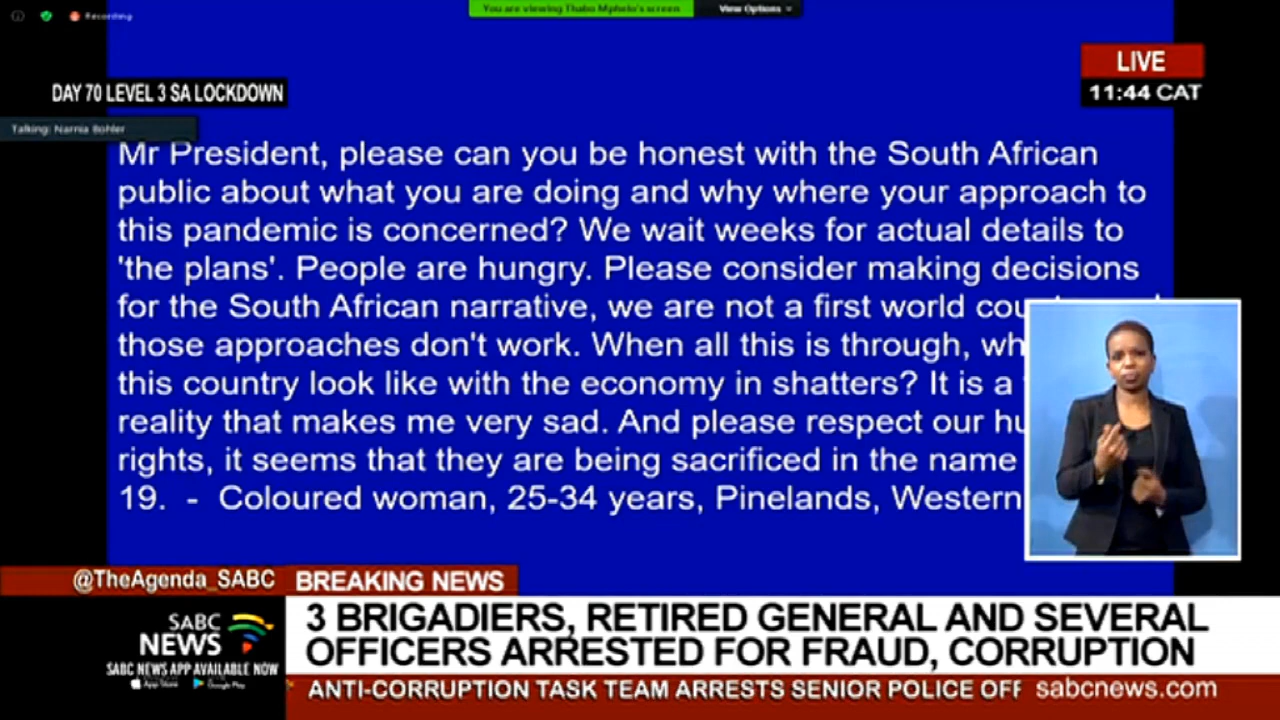 Recording
You are viewing Thabo Mphelo's screen
View Options
LIVE
11:44 CAT
DAY 70 LEVEL 3 SA LOCKDOWN
Talking: Narnia Bohler
Mr President, please can you be honest with the South African
public about what you are doing and why where your approach to
this pandemic is concerned? We wait weeks for actual details to
'the plans'. People are hungry. Please consider making decisions
for the South African narrative, we are not a first world
those approaches don't work. When all this is through,
this country look like with the economy in shatters? It is a
reality that makes me very sad. And please respect our
rights, it seems that they are being sacrificed in the name
19. - Coloured woman, 25-34 years, Pinelands, Western
@TheAgenda_SABC
BREAKING NEWS
SABC
NEWS
SABC NEWS APP AVAILABLE NOW
App Store
Google Play
3 BRIGADIERS, RETIRED GENERAL AND SEVERAL
OFFICERS ARRESTED FOR FRAUD, CORRUPTION
ANTI-CORRUPTION TASK TEAM ARRESTS SENIOR POLICE OFF
sabcnews.com